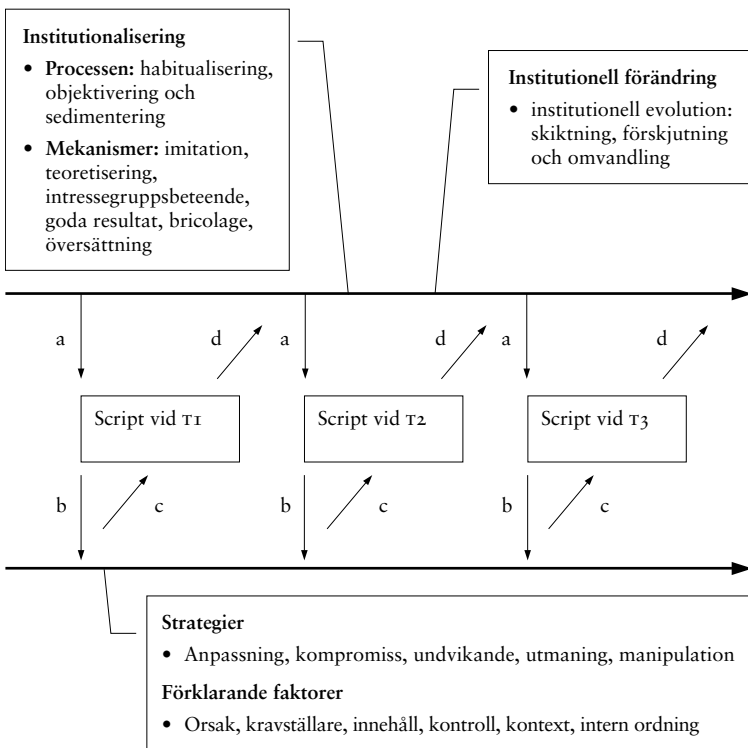 Institutionalisering
• Processen: habitualisering,
objektivering och
sedimentering
• Mekanismer: imitation,
teoretisering,
intressegruppsbeteende,
goda resultat, bricolage,
översättning
Institutionell förändring
• institutionell evolution:
skiktning, förskjutning
och omvandling
a d a d a d
Script vid T1 Script vid T2 Script vid T3
b c b c b c
Strategier
• Anpassning, kompromiss, undvikande, utmaning, manipulation
Förklarande faktorer
• Orsak, kravställare, innehåll, kontroll, kontext, intern ordning